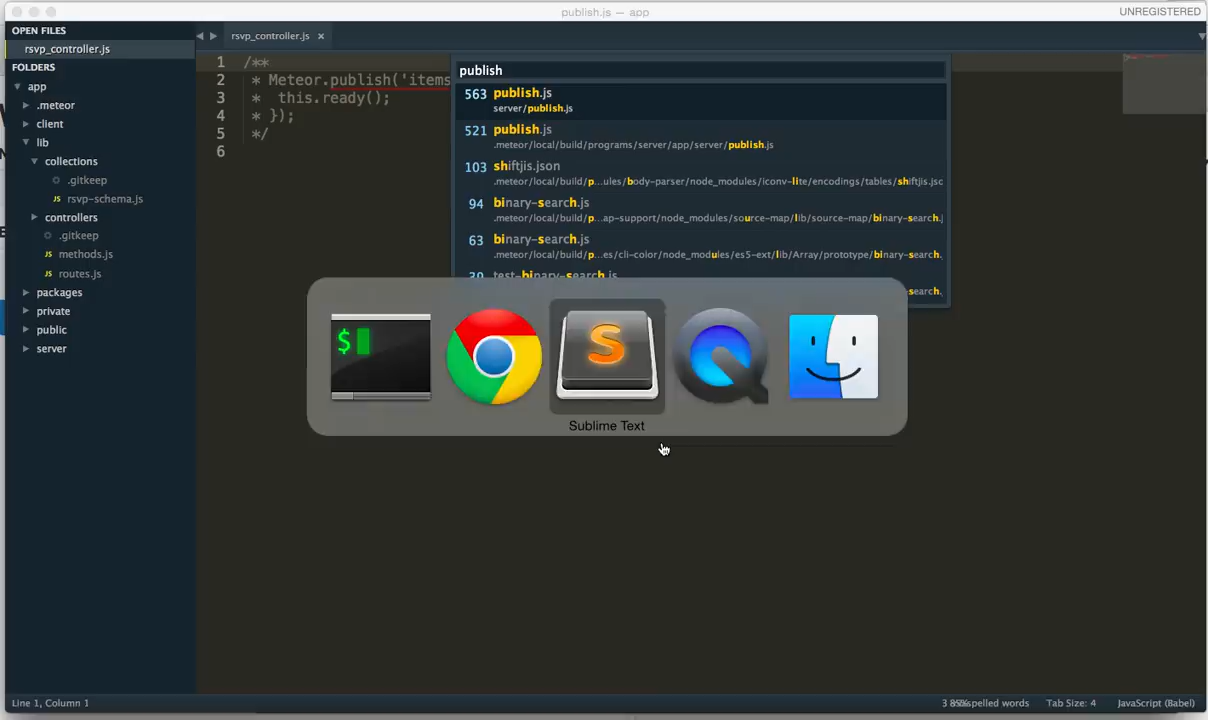 publish.js — app
UNREGISTERED
OPEN FILES
rsvp_controller.js
FOLDERS
app
.meteor
client
lib
collections
.gitkeep
rsvp-schema.js
controllers
.gitkeep
methods.js
routes.js
packages
private
public
server
rsvp_controller.js ×
1 /**
2 * Meteor.publish('items
3 * this.ready();
4 * });
5 */
6
publish
563 publish.js
server/publish.js
521 publish.js
.meteor/local/build/programs/server/app/server/publish.js
103 shiftjis.json
.meteor/local/build/p...ules/body-parser/node_modules/iconv-lite/encodings/tables/shiftjis.jso
94 binary-search.js
.meteor/local/build/p...ap-support/node_modules/source-map/lib/source-map/binary-search.j
63 binary-search.js
.meteor/local/build/p...es/cli-color/node_modules/es5-ext/lib/Array/prototype/binary-search.
30 test-binary-search.js
search.
$
S
Sublime Text
Line 1, Column 1
Tab Size: 4
JavaScript (Babel)